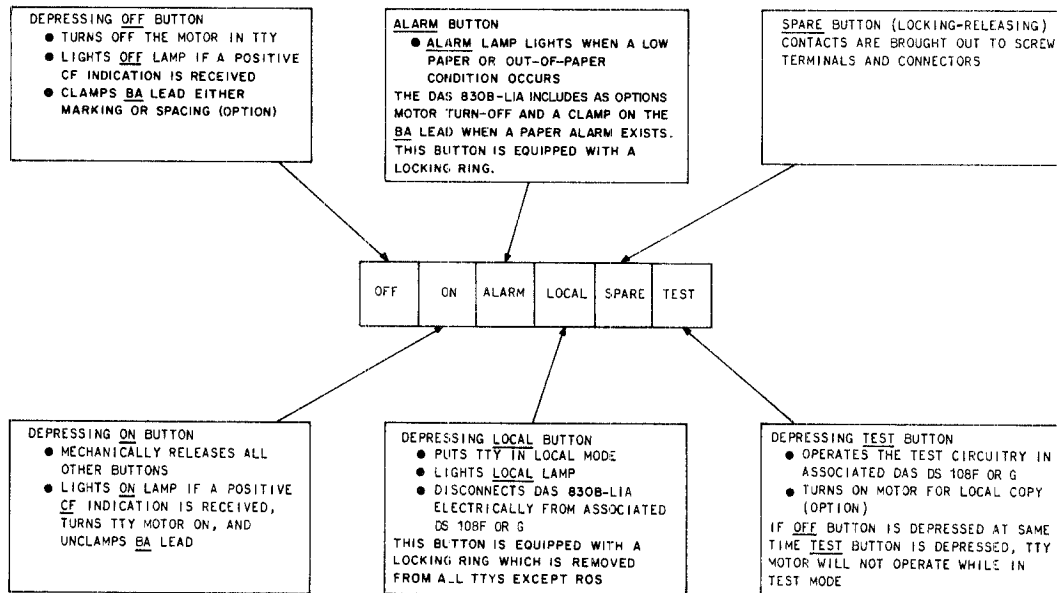 DEPRESSING OFF BUTTON
● TURNS OFF THE MOTOR IN TTY
● LIGHTS OFF LAMP IF A POSITIVE
CF INDICATION IS RECEIVED
● CLAMPS BA LEAD EITHER
MARKING OR SPACING (OPTION)
ALARM BUTTON
● ALARM LAMP LIGHTS WHEN A LOW
PAPER OR OUT-OF-PAPER
CONDITION OCCURS
THE DAS 830B-LIA INCLUDES AS OPTIONS
MOTOR TURN-OFF AND A CLAMP ON THE
BA LEAD WHEN A PAPER ALARM EXISTS.
THIS BUTTON IS EQUIPPED WITH A
LOCKING RING.
SPARE BUTTON (LOCKING-RELEASING)
CONTACTS ARE BROUGHT OUT TO SCREW
TERMINALS AND CONNECTORS
OFF
ON
ALARM
LOCAL
SPARE
TEST
DEPRESSING ON BUTTON
● MECHANICALLY RELEASES ALL
OTHER BUTTONS
● LIGHTS ON LAMP IF A POSITIVE
CF INDICATION IS RECEIVED,
TURNS TTY MOTOR ON, AND
UNCLAMPS BA LEAD
DEPRESSING LOCAL BUTTON
● PUTS TTY IN LOCAL MODE
● LIGHTS LOCAL LAMP
● DISCONNECTS DAS 830B-LIA
ELECTRICALLY FROM ASSOCIATED
DS 108F OR G
THIS BUTTON IS EQUIPPED WITH A
LOCKING RING WHICH IS REMOVED
FROM ALL TTYS EXCEPT ROS
DEPRESSING TEST BUTTON
● OPERATES THE TEST CIRCUITRY IN
ASSOCIATED DAS DS 108F OR G
● TURNS ON MOTOR FOR LOCAL COPY
(OPTION)
IF OFF BUTTON IS DEPRESSED AT SAME
TIME TEST BUTTON IS DEPRESSED, TTY
MOTOR WILL NOT OPERATE WHILE IN
TEST MODE